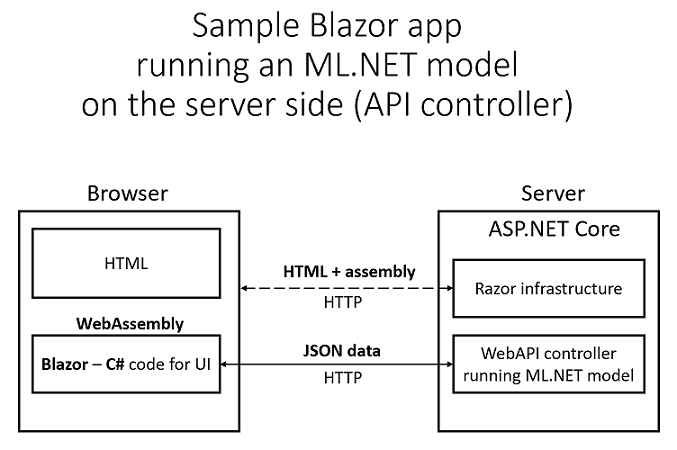 Sample Blazor app
running an ML.NET model
on the server side (API controller)
Browser
Server
ASP.NET Core
HTML
HTML + assembly
HTTP
Razor infrastructure
WebAssembly
Blazor – C# code for UI
JSON data
HTTP
WebAPI controller
running ML.NET model